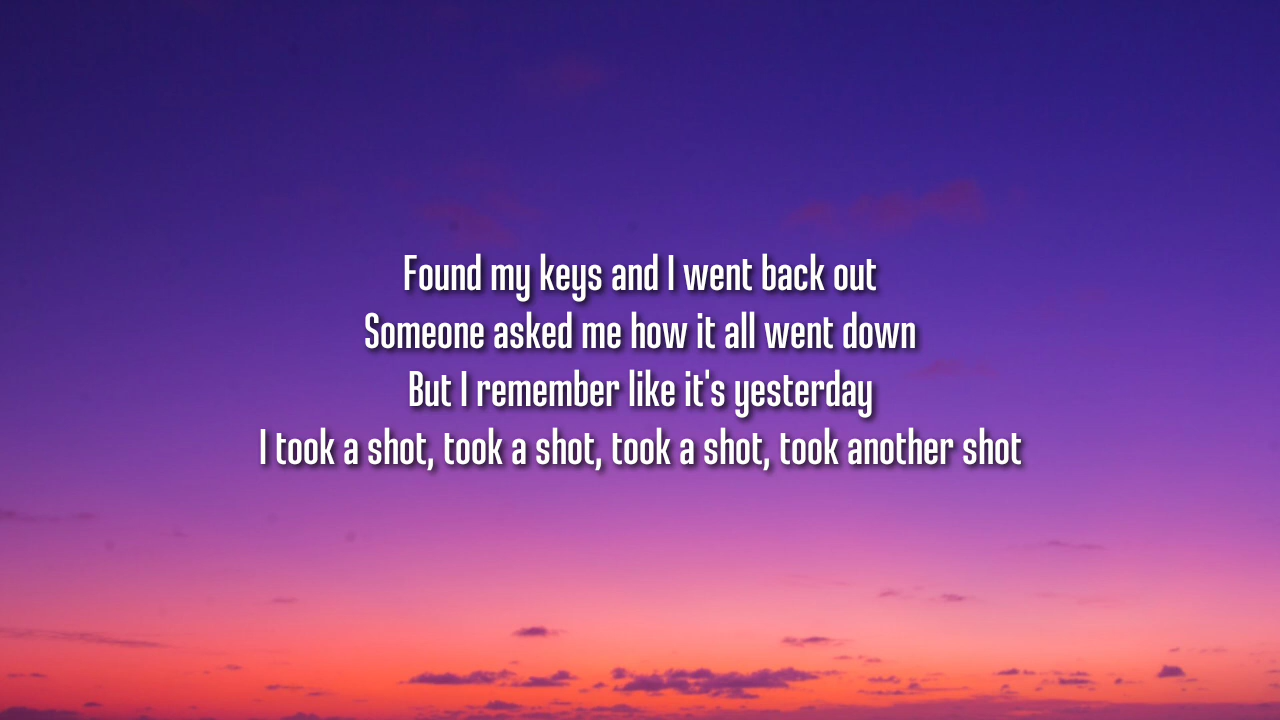 Found my keys and I went back out
Someone asked me how it all went down
But I remember like it's yesterday
I took a shot, took a shot, took a shot, took another shot